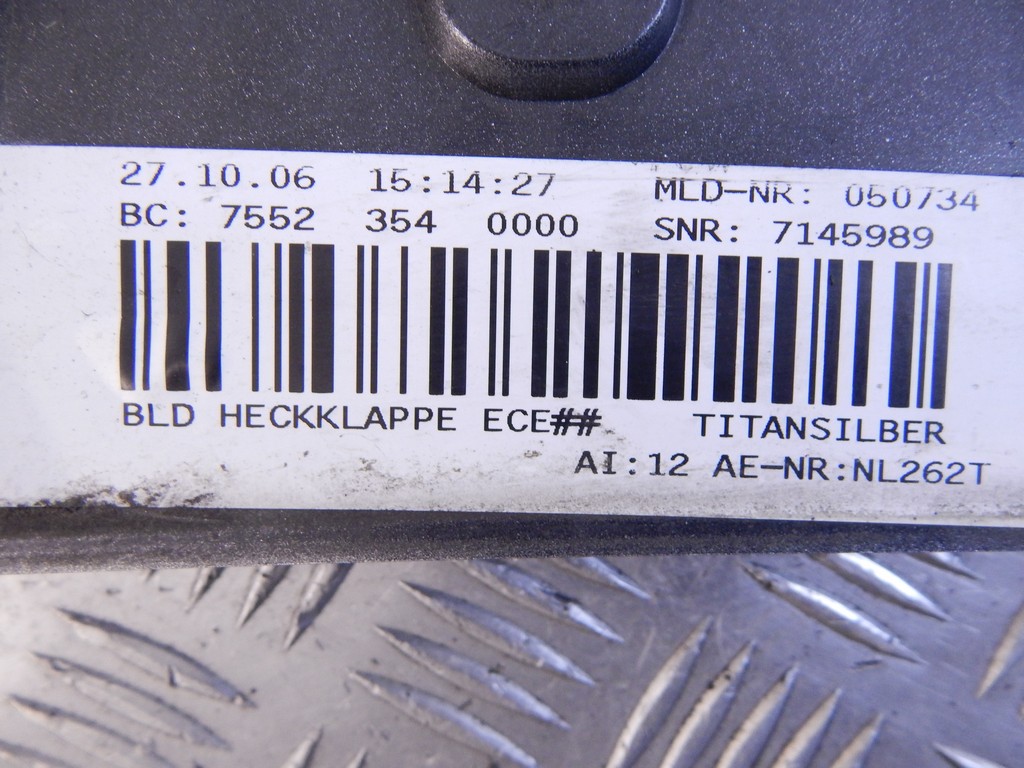 27.10.06 15:14:27 MLD-NR: 050734
BC: 7552 354 0000 SNR: 7145989
BLD HECKKLAPPE ECE## TITANSILBER
AI:12 AE-NR:NL262T